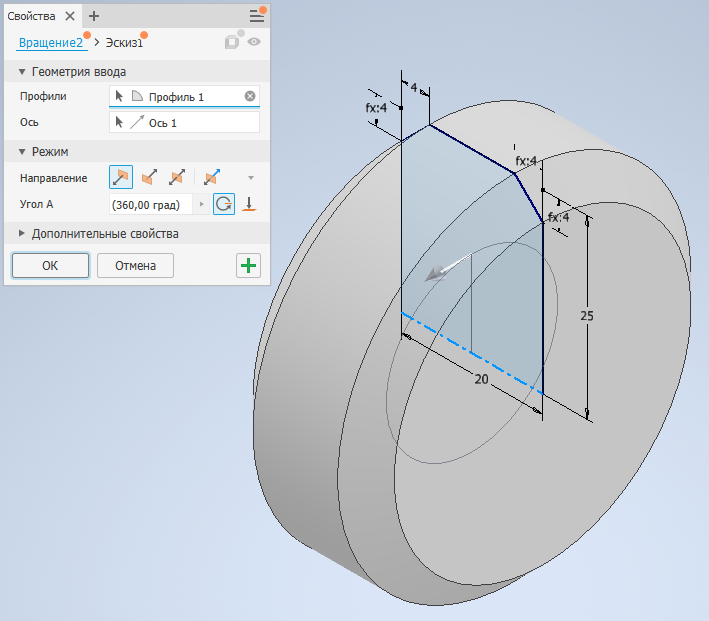 Свойства
Вращение2 > Эскиз1
Геометрия ввода
Профили Профиль 1
Ось Ось 1
Режим
Направление
Угол A (360,00 град)
Дополнительные свойства
ОК Отмена
4
fx:4
fx:4
fx:4
25
20